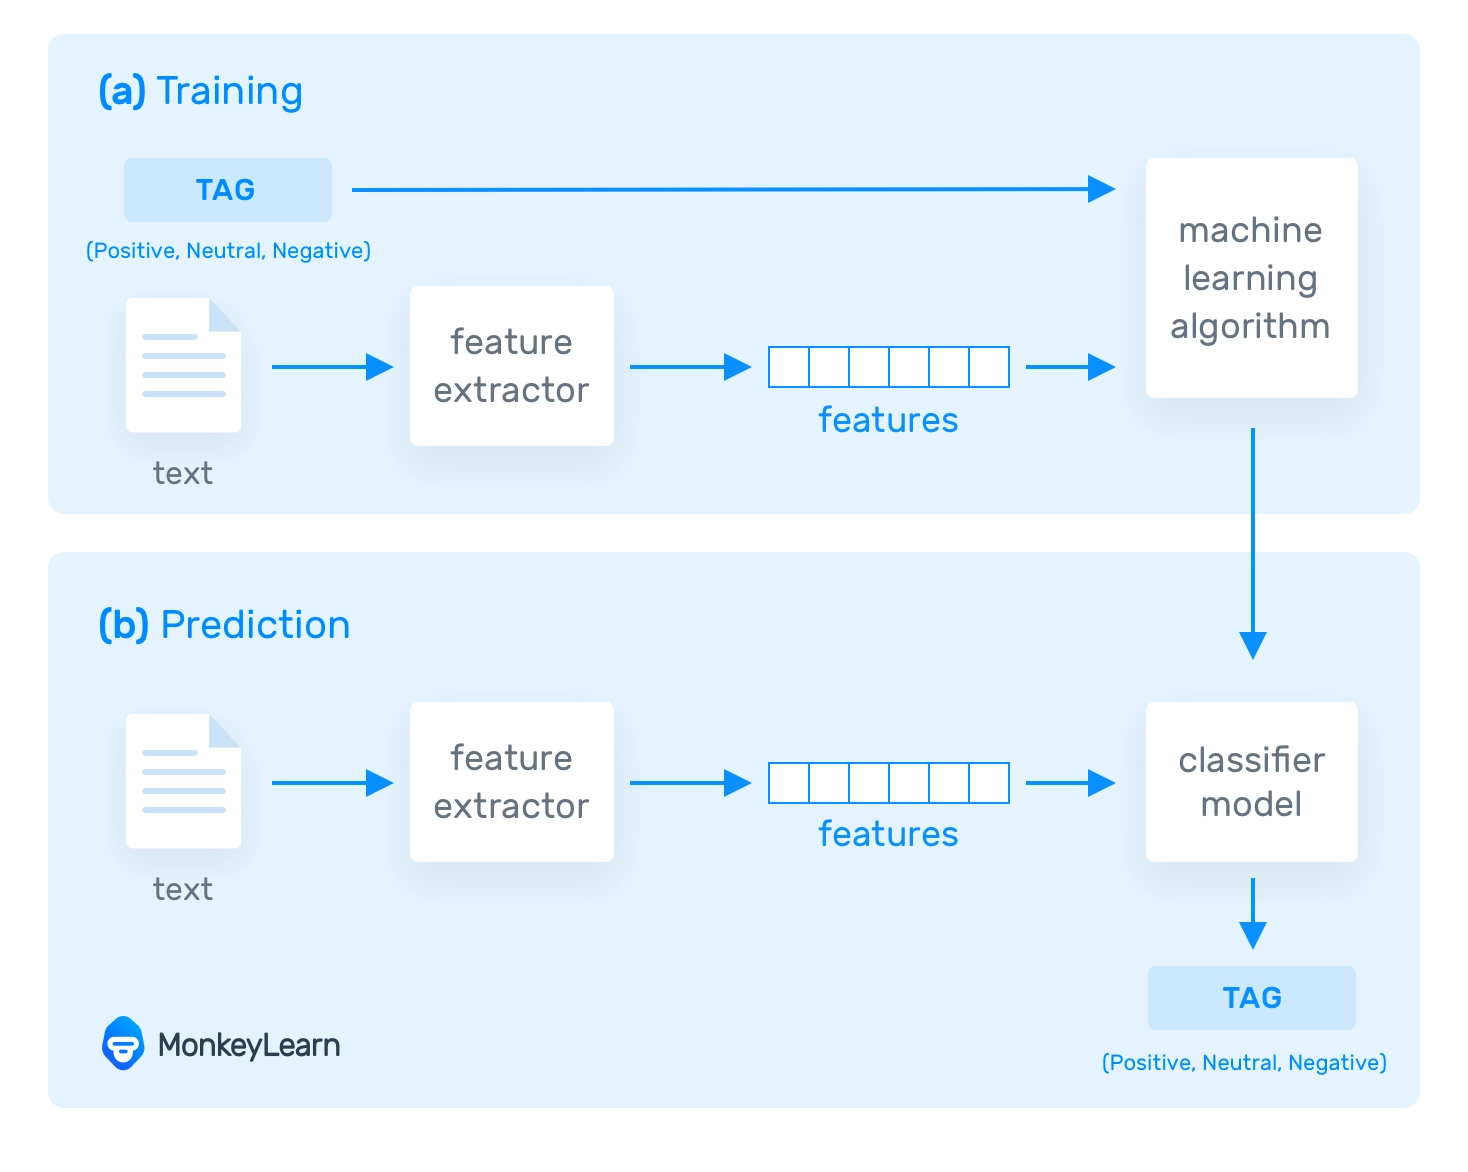 (a) Training
TAG
(Positive, Neutral, Negative)
text
feature
extractor
features
machine
learning
algorithm
(b) Prediction
text
feature
extractor
features
classifier
model
TAG
(Positive, Neutral, Negative)
MonkeyLearn